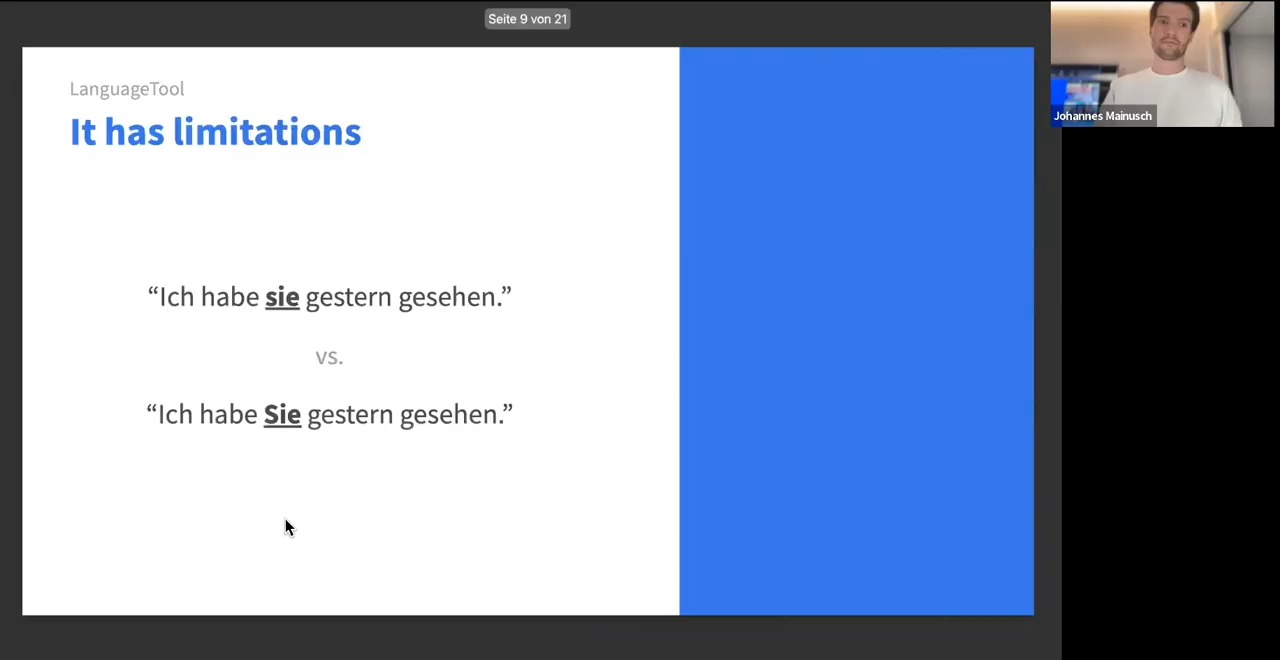 Seite 9 von 21
LanguageTool
It has limitations
“Ich habe sie gestern gesehen.”
vs.
“Ich habe Sie gestern gesehen.”
Johannes Mainusch